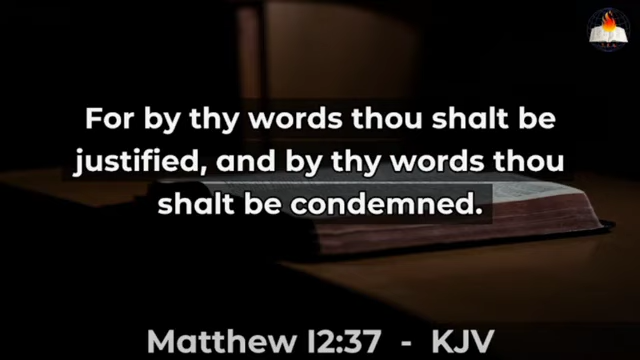 For by thy words thou shalt be
justified, and by thy words thou
shalt be condemned.
Matthew 12:37 - KJV